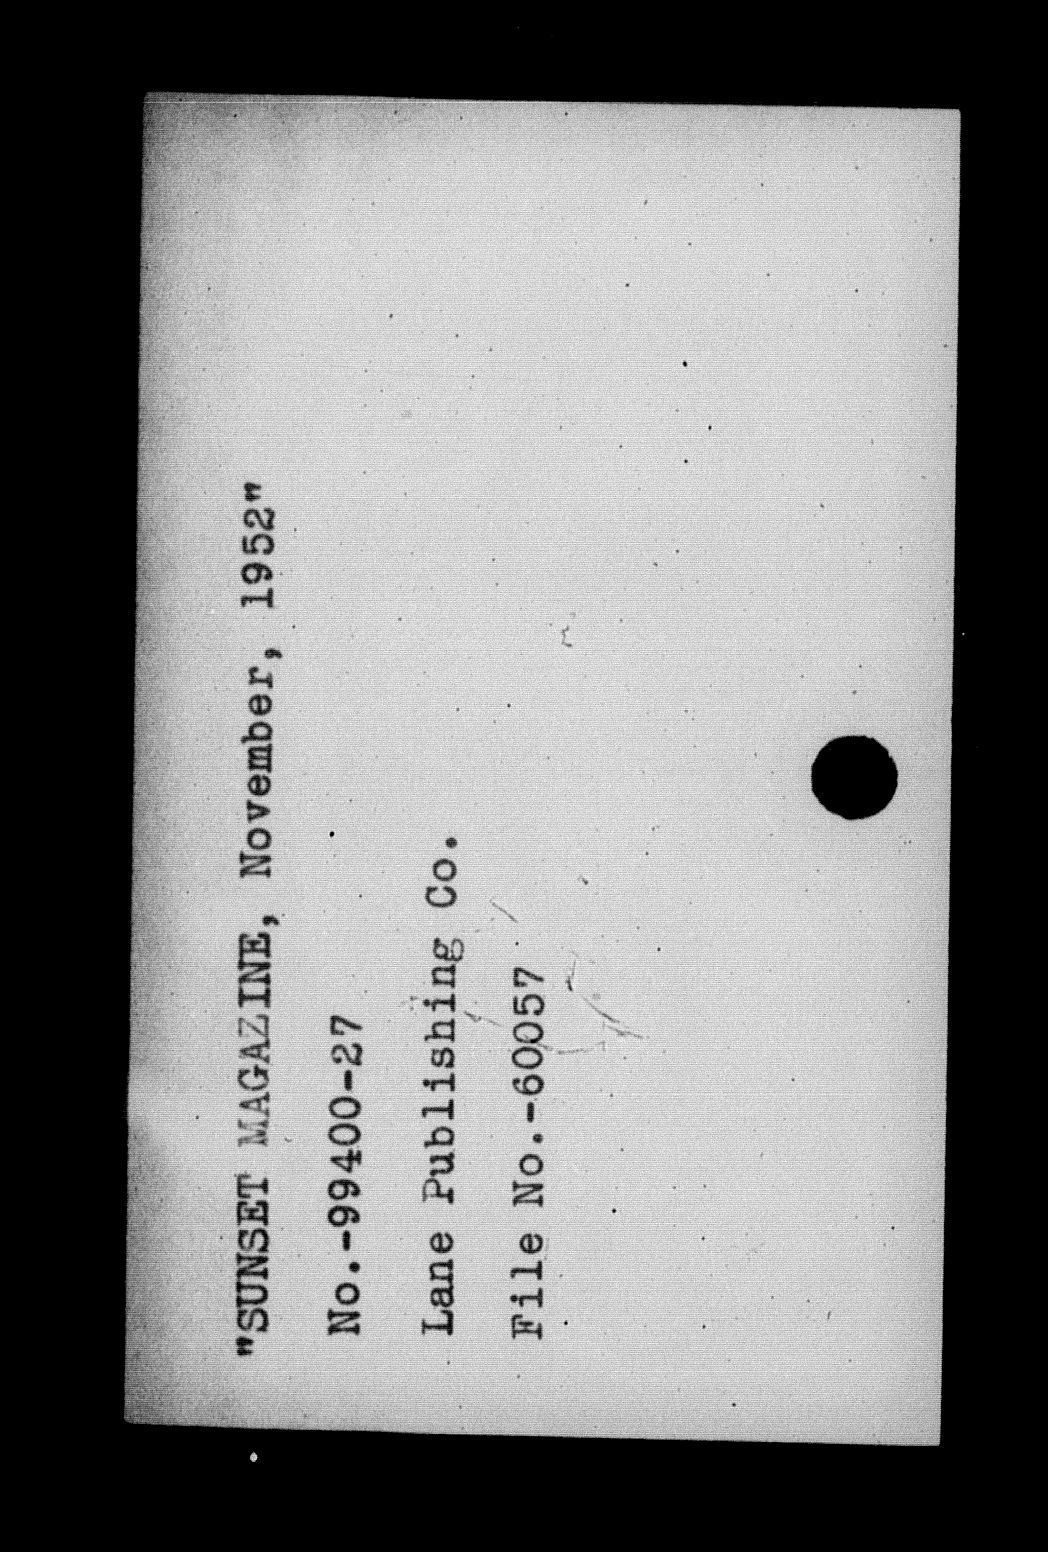 "SUNSET MAGAZINE, November, 1952"
No.-99400-27
Lane Publishing Co.
File No.-60057